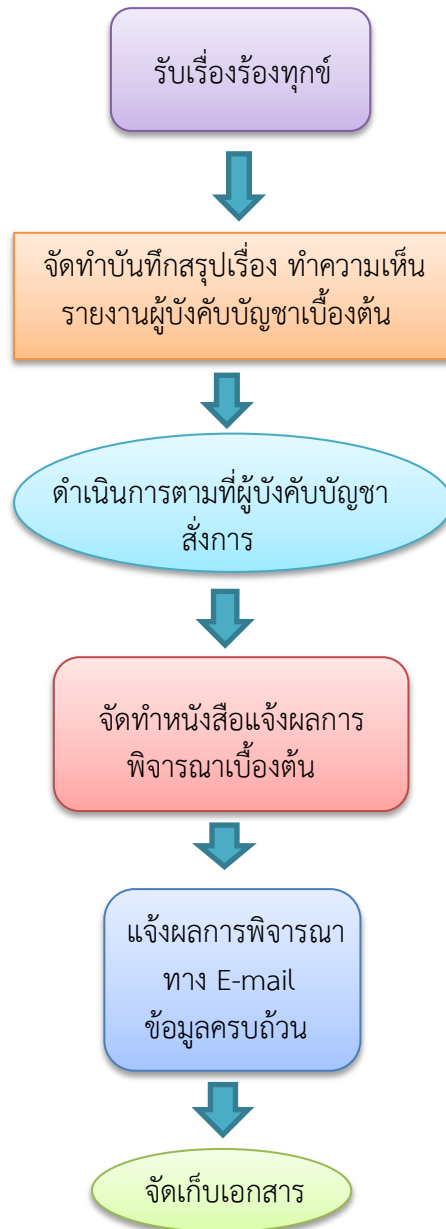 รับเรื่องร้องทุกข์
จัดทำบันทึกสรุปเรื่อง ทำความเห็น
รายงานผู้บังคับบัญชาเบื้องต้น
ดำเนินการตามที่ผู้บังคับบัญชา
สั่งการ
จัดทำหนังสือแจ้งผลการ
พิจารณาเบื้องต้น
แจ้งผลการพิจารณา
ทาง E-mail
ข้อมูลครบถ้วน
จัดเก็บเอกสาร